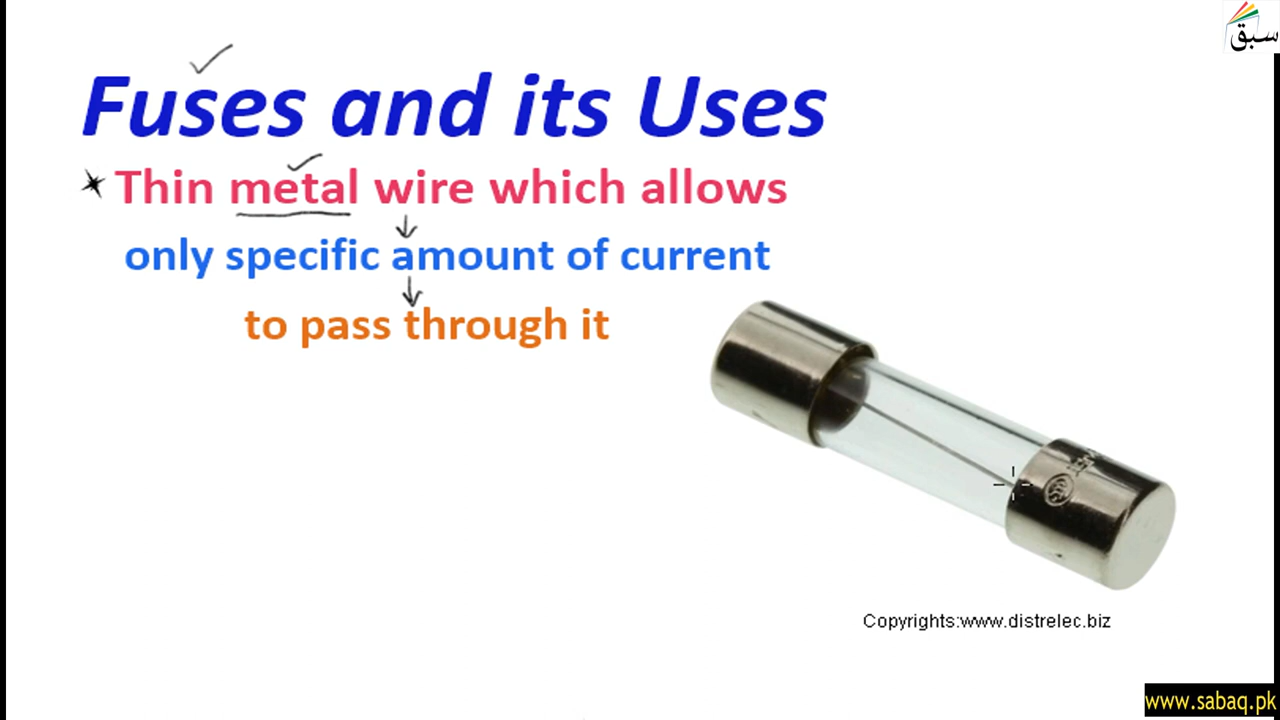 سبق
Fuses and its Uses
Thin metal wire which allows
only specific amount of current
to pass through it
Copyrights:www.distrelec.biz
www.sabaq.pk